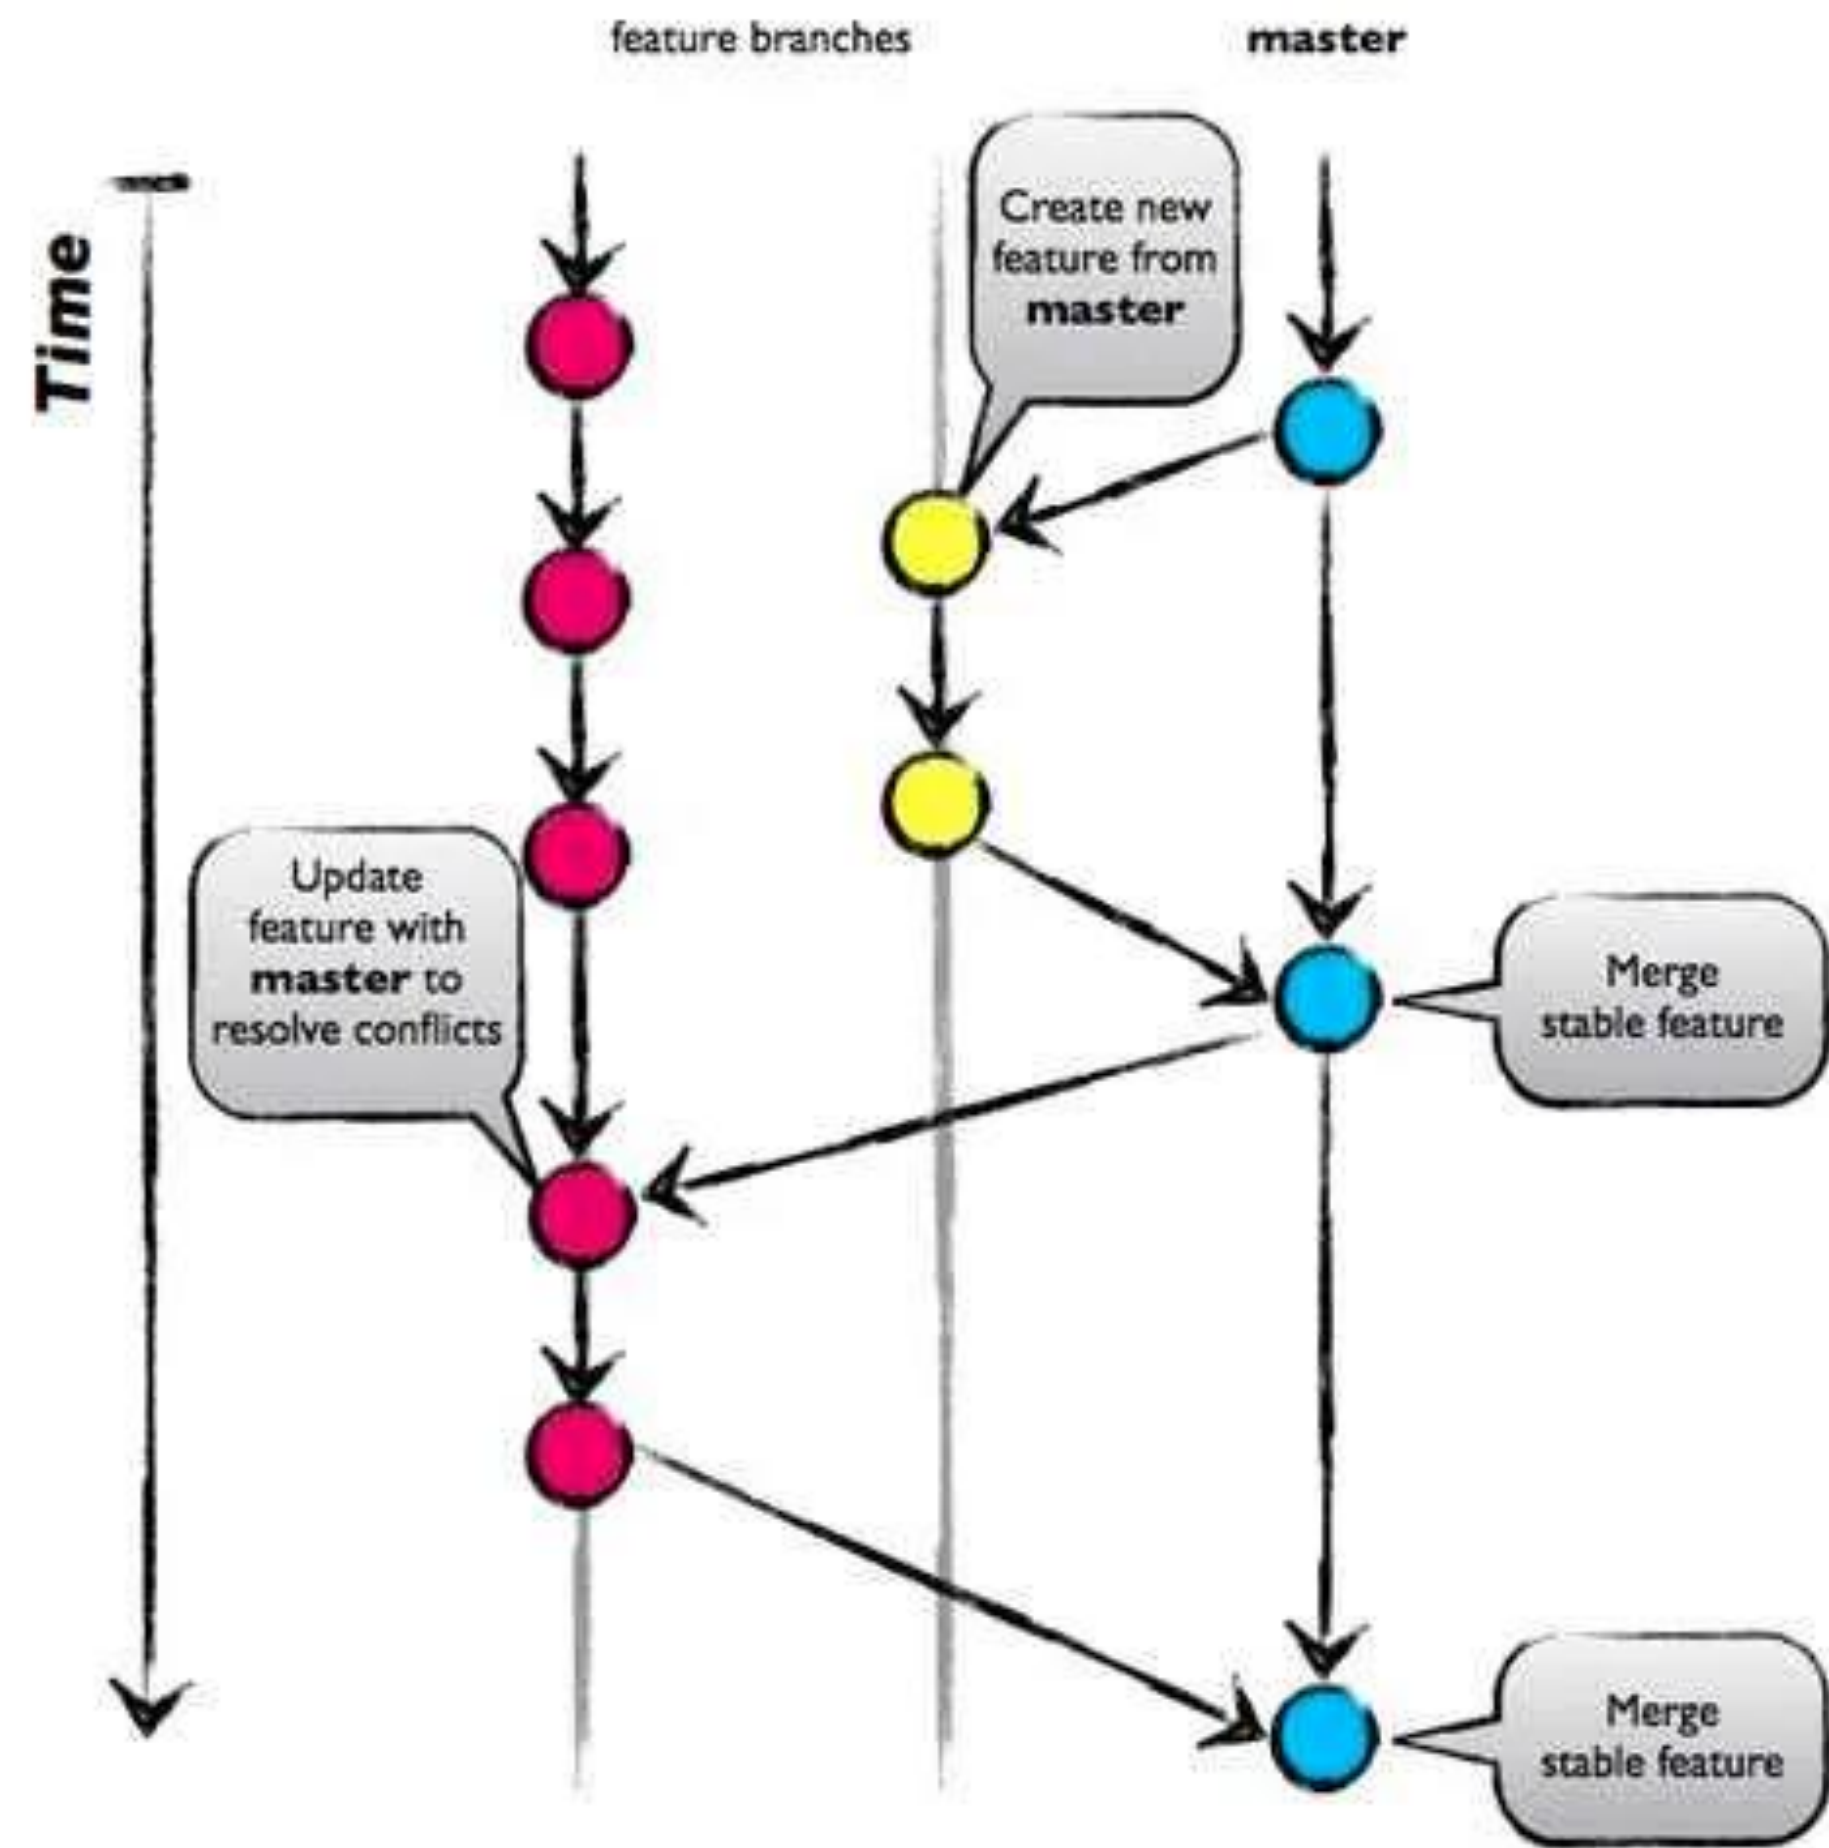 feature branches
master
Time
Create new
feature from
master
Update
feature with
master to
resolve conflicts
Merge
stable feature
Merge
stable feature